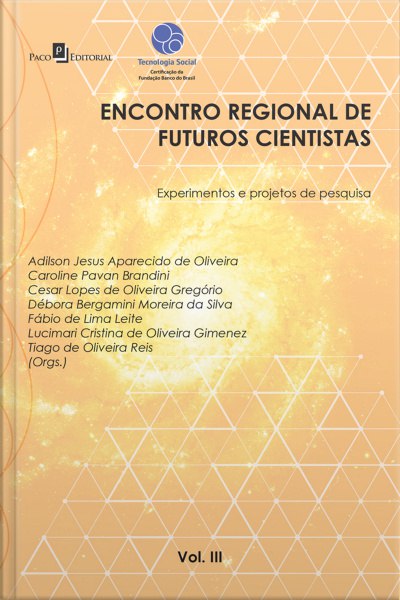 PACO P EDITORIAL
Tecnologia Social
Certificação da
Fundação Banco do Brasil
ENCONTRO REGIONAL DE
FUTUROS CIENTISTAS
Experimentos e projetos de pesquisa
Adilson Jesus Aparecido de Oliveira
Caroline Pavan Brandini
Cesar Lopes de Oliveira Gregório
Débora Bergamini Moreira da Silva
Fábio de Lima Leite
Lucimari Cristina de Oliveira Gimenez
Tiago de Oliveira Reis
(Orgs.)
Vol. III